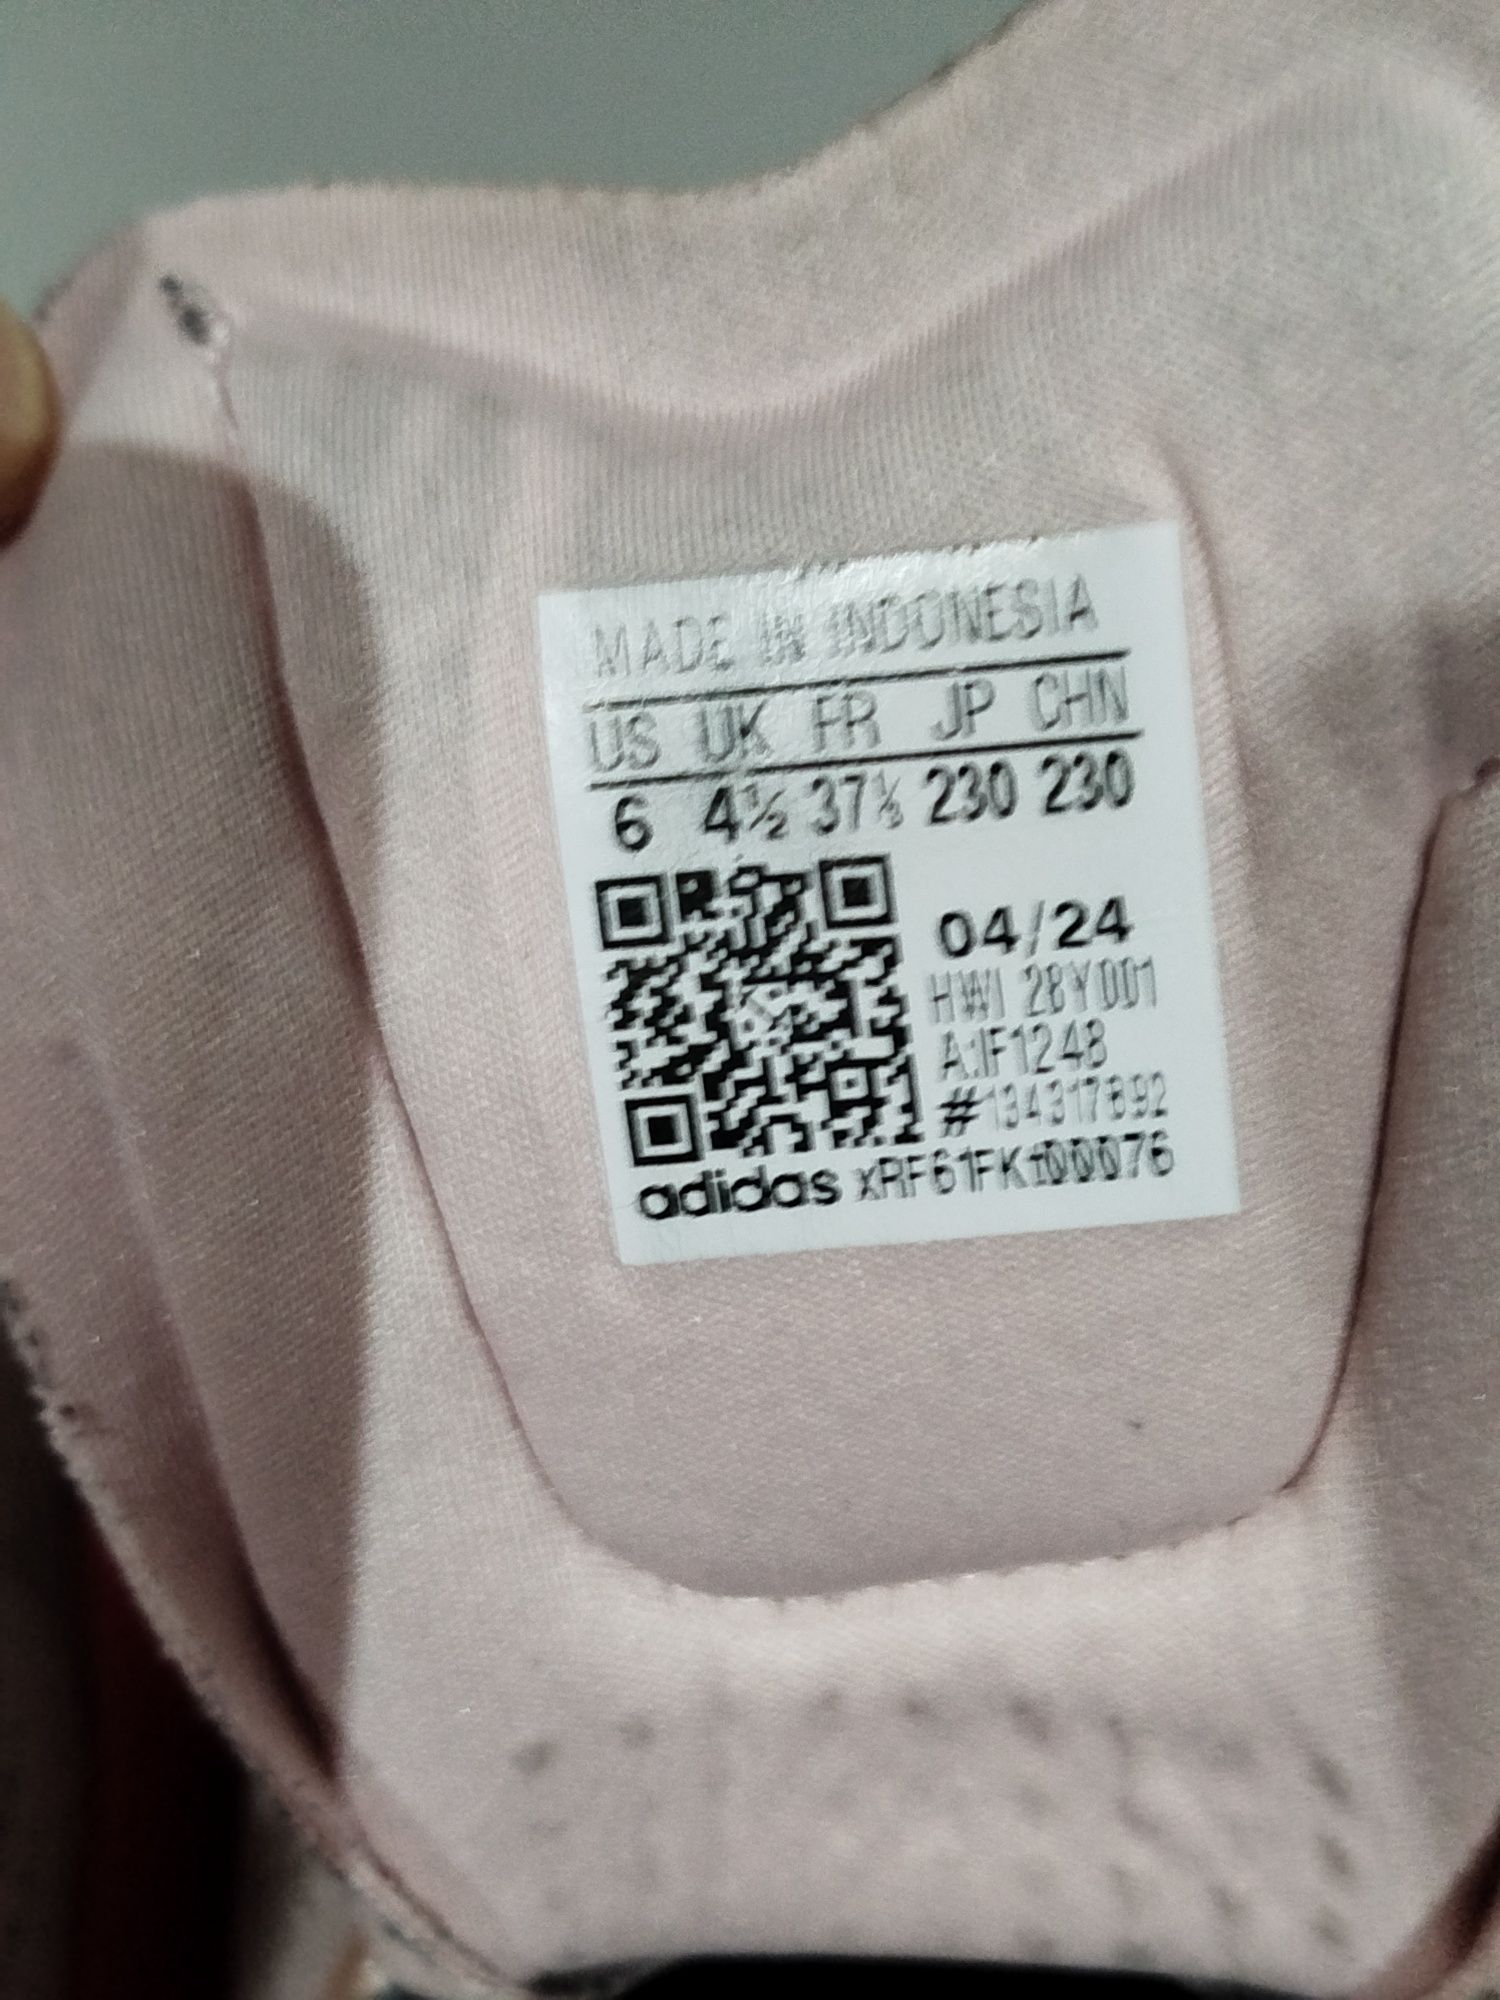 MADE IN INDONESIA
US UK FR JP CHN
6 4½ 37⅓ 230 230
04/24
HWI 28Y001
A:IF1248
#134317892
adidas xRF61FKt00076